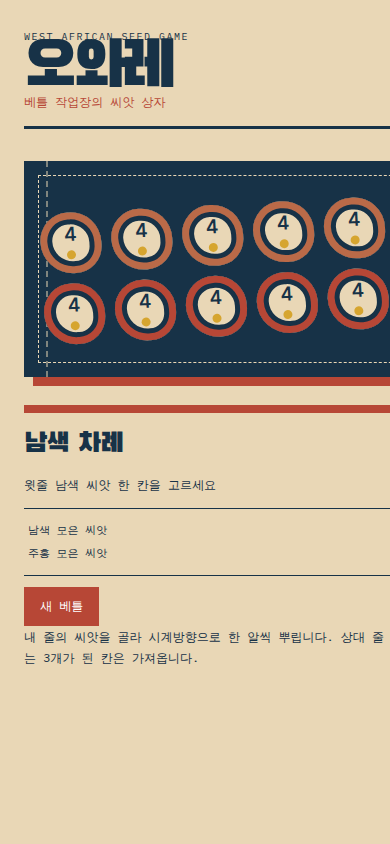 WEST AFRICAN SEED GAME
오와레
베틀 작업장의 씨앗 상자
4 4 4 4 4
4 4 4 4 4
남색 차례
윗줄 남색 씨앗 한 칸을 고르세요
남색 모은 씨앗
주홍 모은 씨앗
새 베틀
내 줄의 씨앗을 골라 시계방향으로 한 알씩 뿌립니다. 상대 줄
는 3개가 된 칸은 가져옵니다.